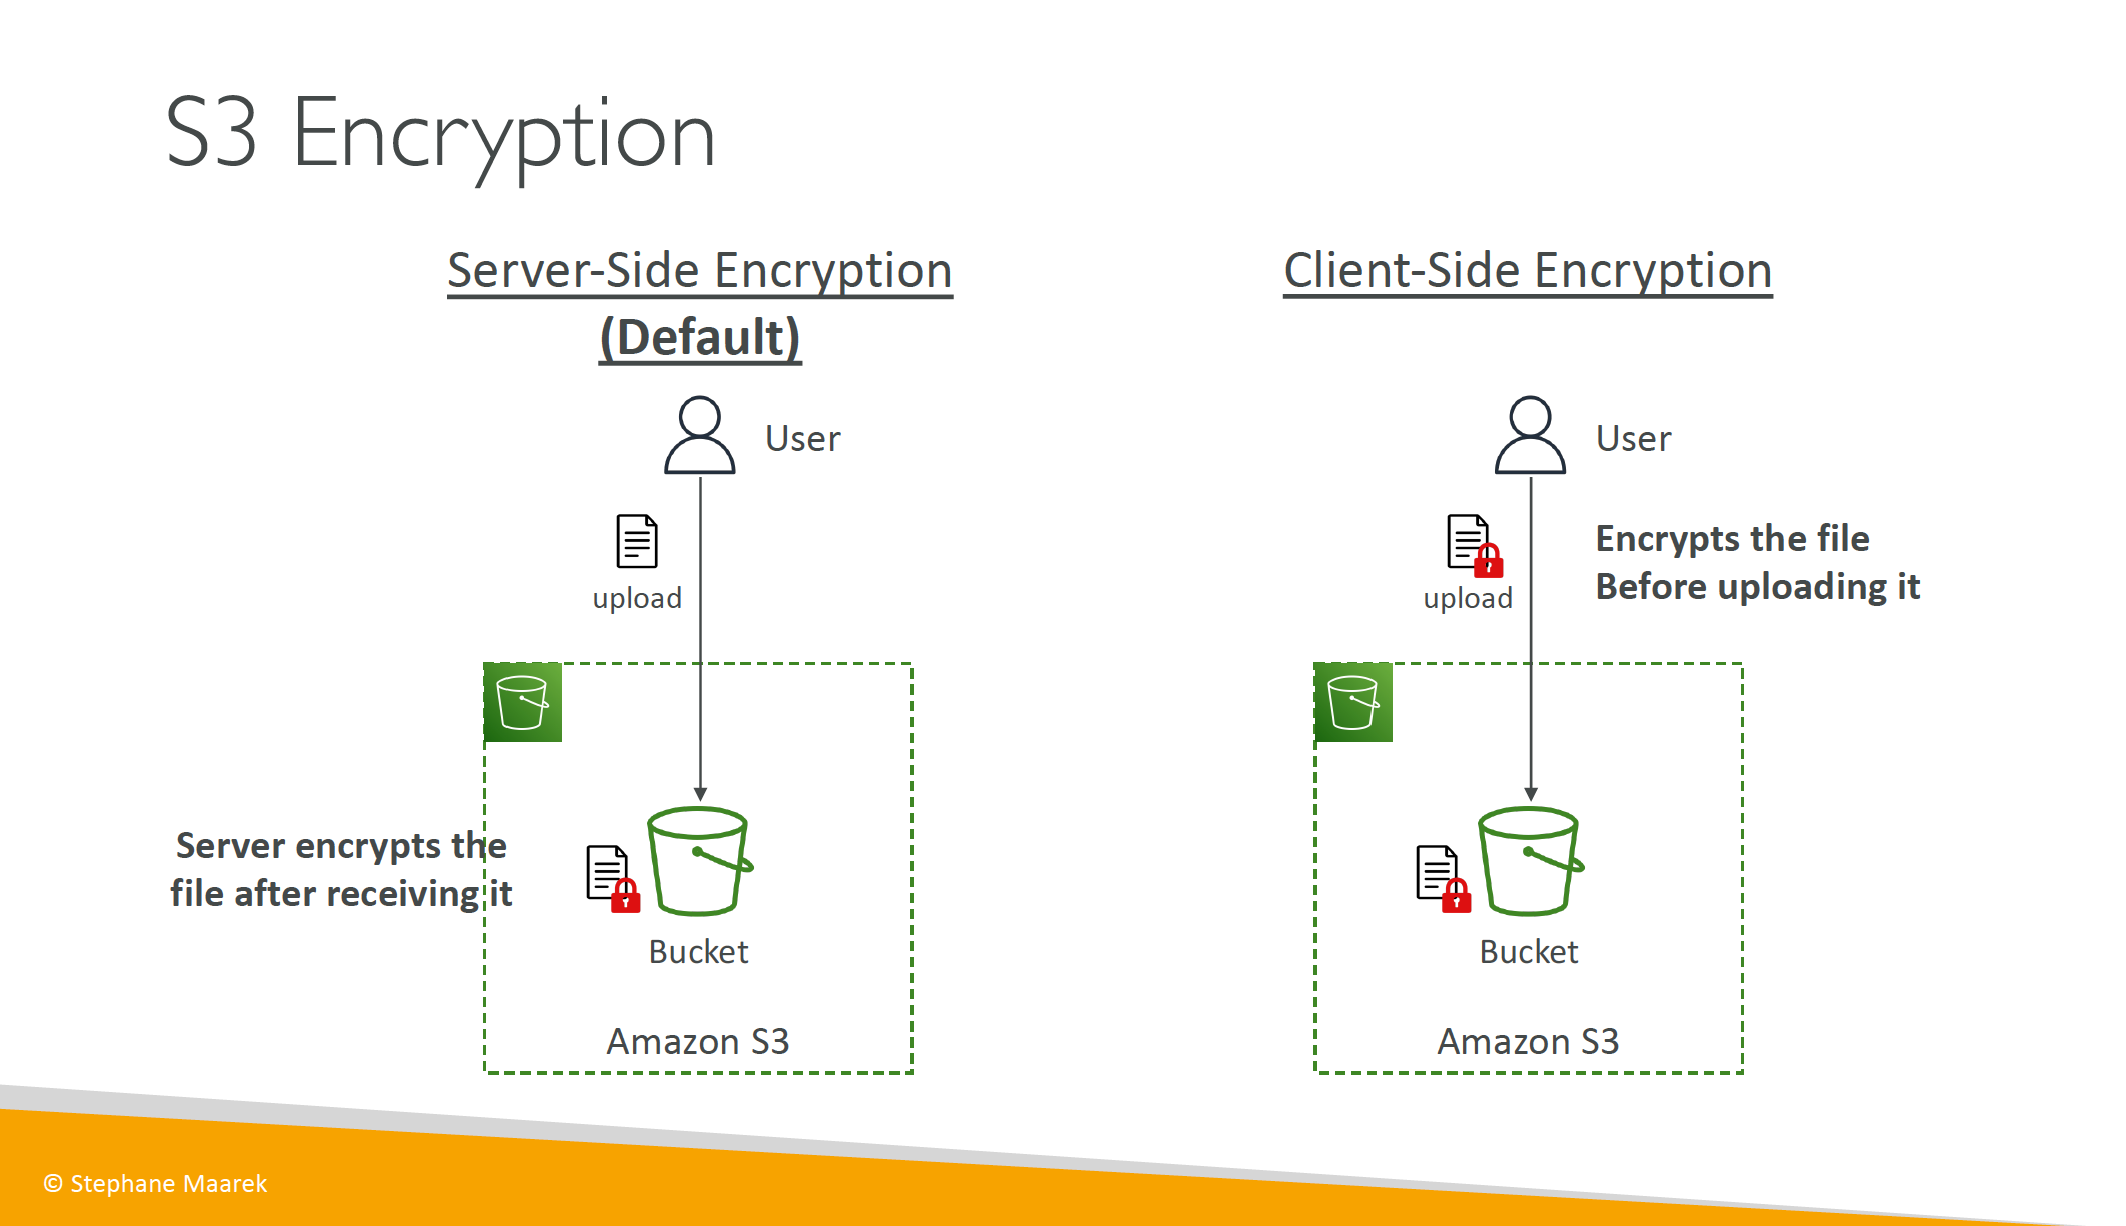 S3 Encryption
Server-Side Encryption
(Default)
User
upload
Server encrypts the
file after receiving it
Bucket
Amazon S3
Client-Side Encryption
User
Encrypts the file
Before uploading it
upload
Bucket
Amazon S3
© Stephane Maarek